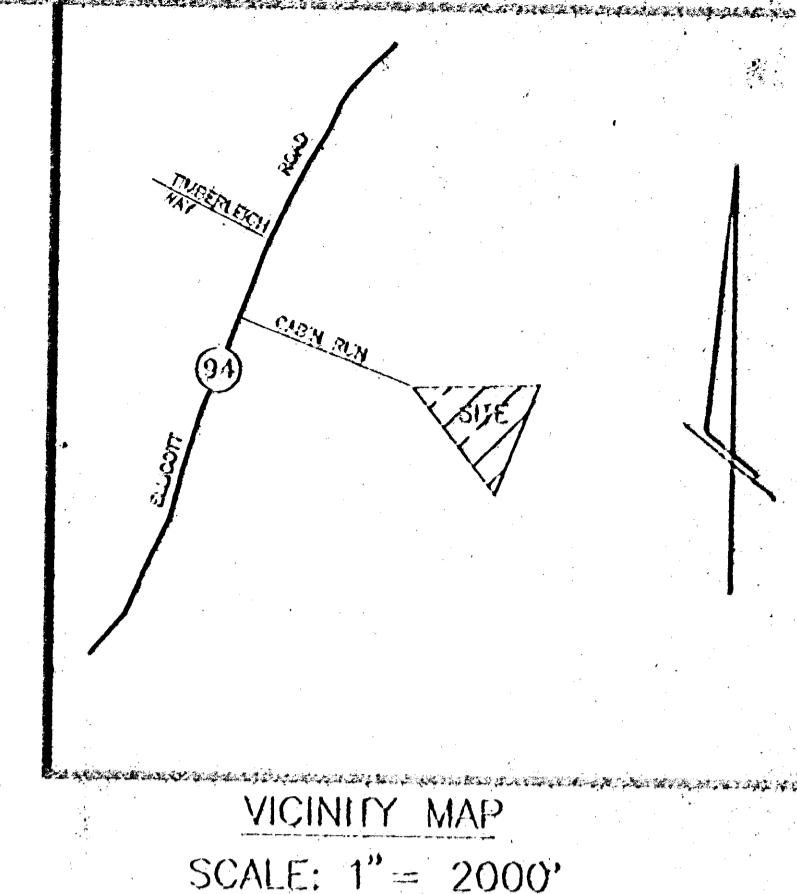 ROAD
TIMBERLEIGH
WAY
CABIN RUN
94
SITE
ELLICOTT
VICINITY MAP
SCALE: 1" = 2000'